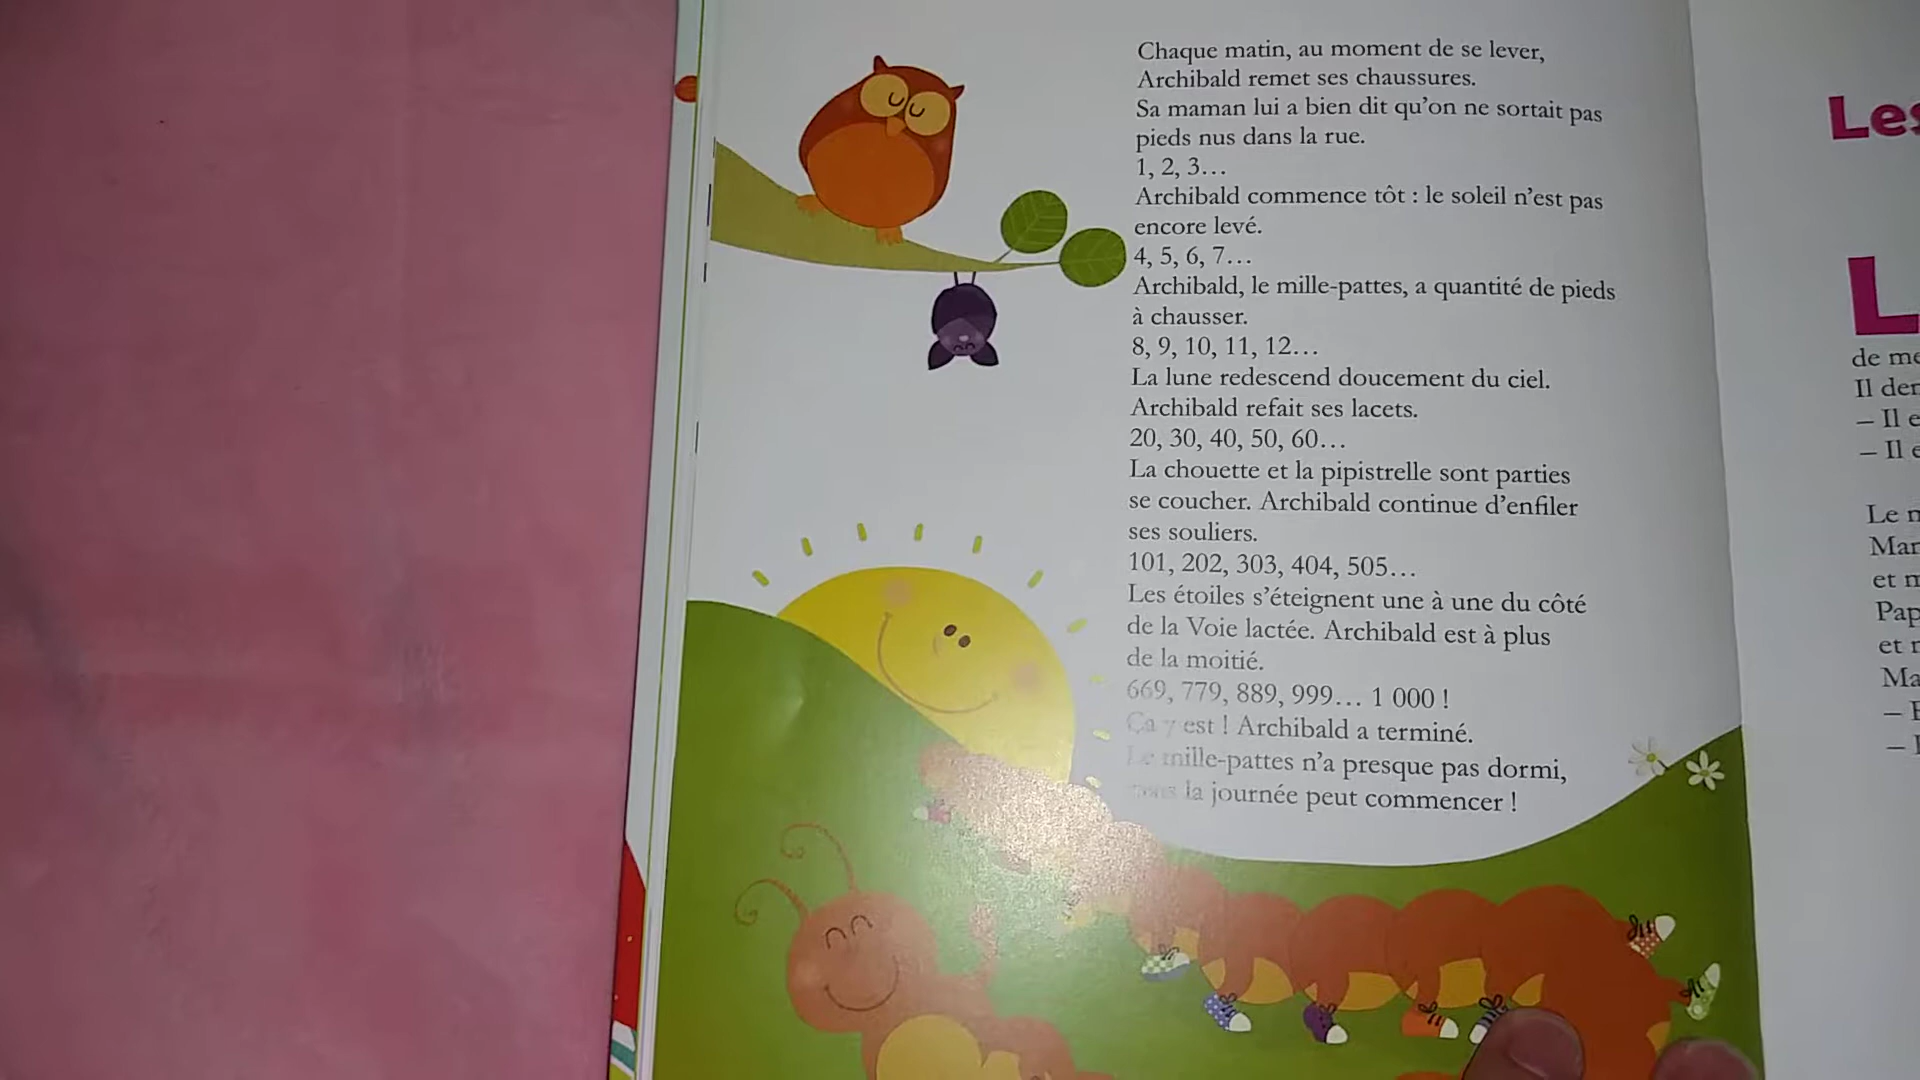 Chaque matin, au moment de se lever,
Archibald remet ses chaussures.
Sa maman lui a bien dit qu'on ne sortait pas
pieds nus dans la rue.
1, 2, 3…
Archibald commence tôt : le soleil n'est pas
encore levé.
4, 5, 6, 7…
Archibald, le mille-pattes, a quantité de pieds
à chausser.
8, 9, 10, 11, 12…
La lune redescend doucement du ciel.
Archibald refait ses lacets.
20, 30, 40, 50, 60…
La chouette et la pipistrelle sont parties
se coucher. Archibald continue d'enfiler
ses souliers.
101, 202, 303, 404, 505…
Les étoiles s'éteignent une à une du côté
de la Voie lactée. Archibald est à plus
de la moitié.
669, 779, 889, 999… 1 000 !
Ça y est ! Archibald a terminé.
Le mille-pattes n'a presque pas dormi,
la journée peut commencer !
Les
L
de me
Il der
– Il e
– Il e
Le n
Mar
et m
Pap
et r
Ma